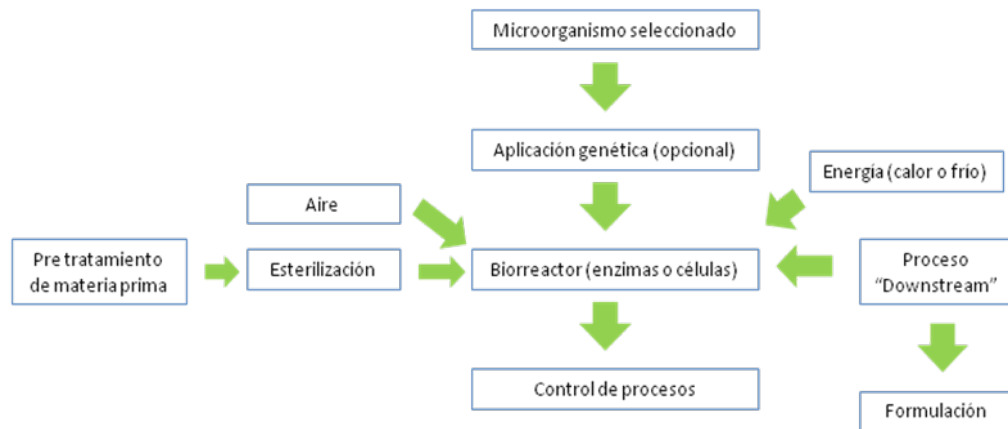 Microorganismo seleccionado
Aplicación genética (opcional)
Energía (calor o frío)
Aire
Pre tratamiento
de materia prima
Esterilización
Biorreactor (enzimas o células)
Proceso
“Downstream”
Control de procesos
Formulación